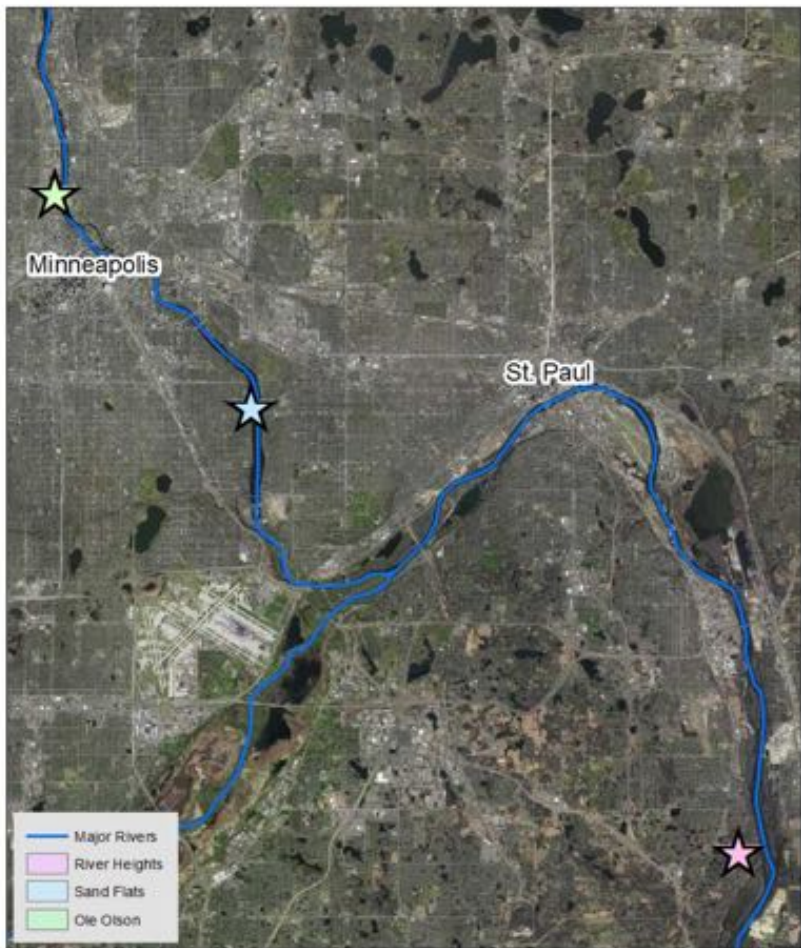 Minneapolis
St. Paul
Major Rivers
River Heights
Sand Flats
Ole Olson